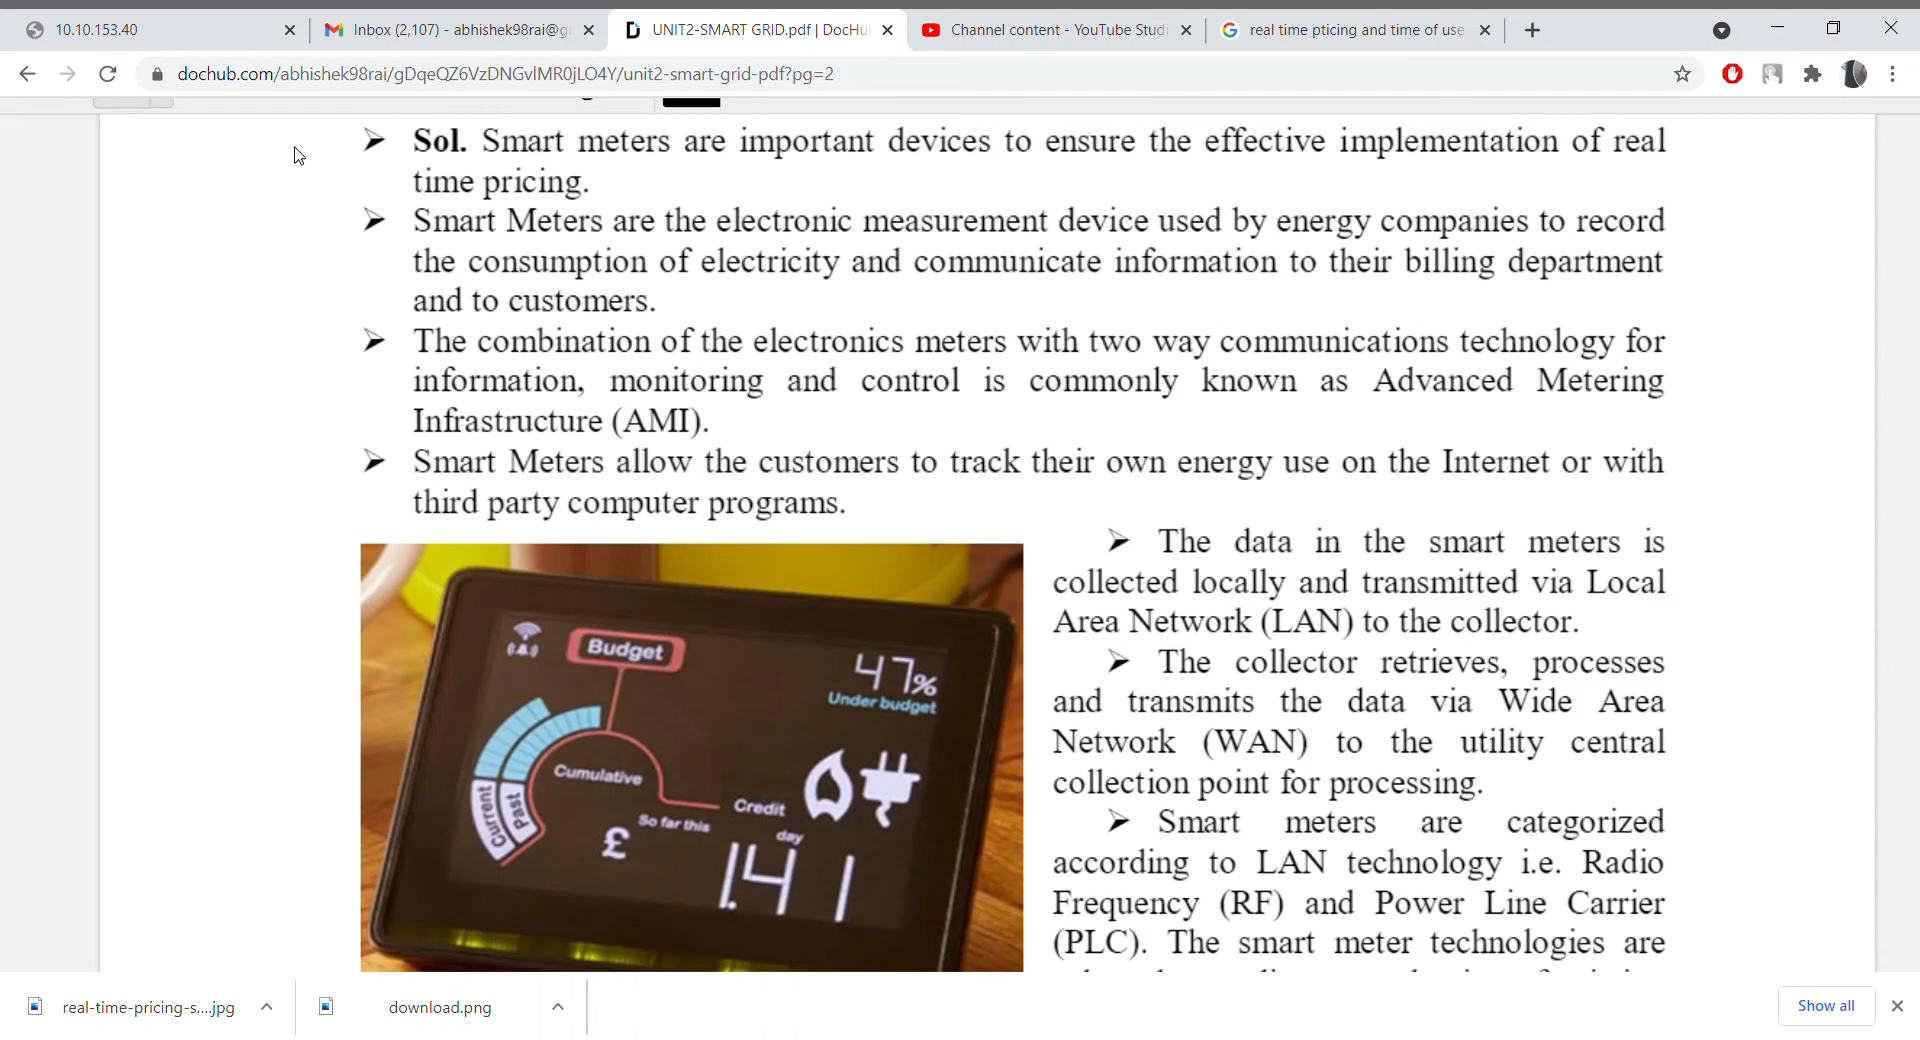 10.10.153.40
Inbox (2,107) - abhishek98rai@g
UNIT2-SMART GRID.pdf | DocHu
Channel content - YouTube Studi
real time pticing and time of use
dochub.com/abhishek98rai/gDqeQZ6VzDNGvlMR0jLO4Y/unit2-smart-grid-pdf?pg=2
➢ Sol. Smart meters are important devices to ensure the effective implementation of real
time pricing.
➢ Smart Meters are the electronic measurement device used by energy companies to record
the consumption of electricity and communicate information to their billing department
and to customers.
➢ The combination of the electronics meters with two way communications technology for
information, monitoring and control is commonly known as Advanced Metering
Infrastructure (AMI).
➢ Smart Meters allow the customers to track their own energy use on the Internet or with
third party computer programs.
➢ The data in the smart meters is
collected locally and transmitted via Local
Area Network (LAN) to the collector.
➢ The collector retrieves, processes
and transmits the data via Wide Area
Network (WAN) to the utility central
collection point for processing.
➢ Smart meters are categorized
according to LAN technology i.e. Radio
Frequency (RF) and Power Line Carrier
(PLC). The smart meter technologies are
Budget
47%
Under budget
Cumulative
Current
Past
Credit
So far this
day
£
1.41
real-time-pricing-s....jpg
download.png
Show all